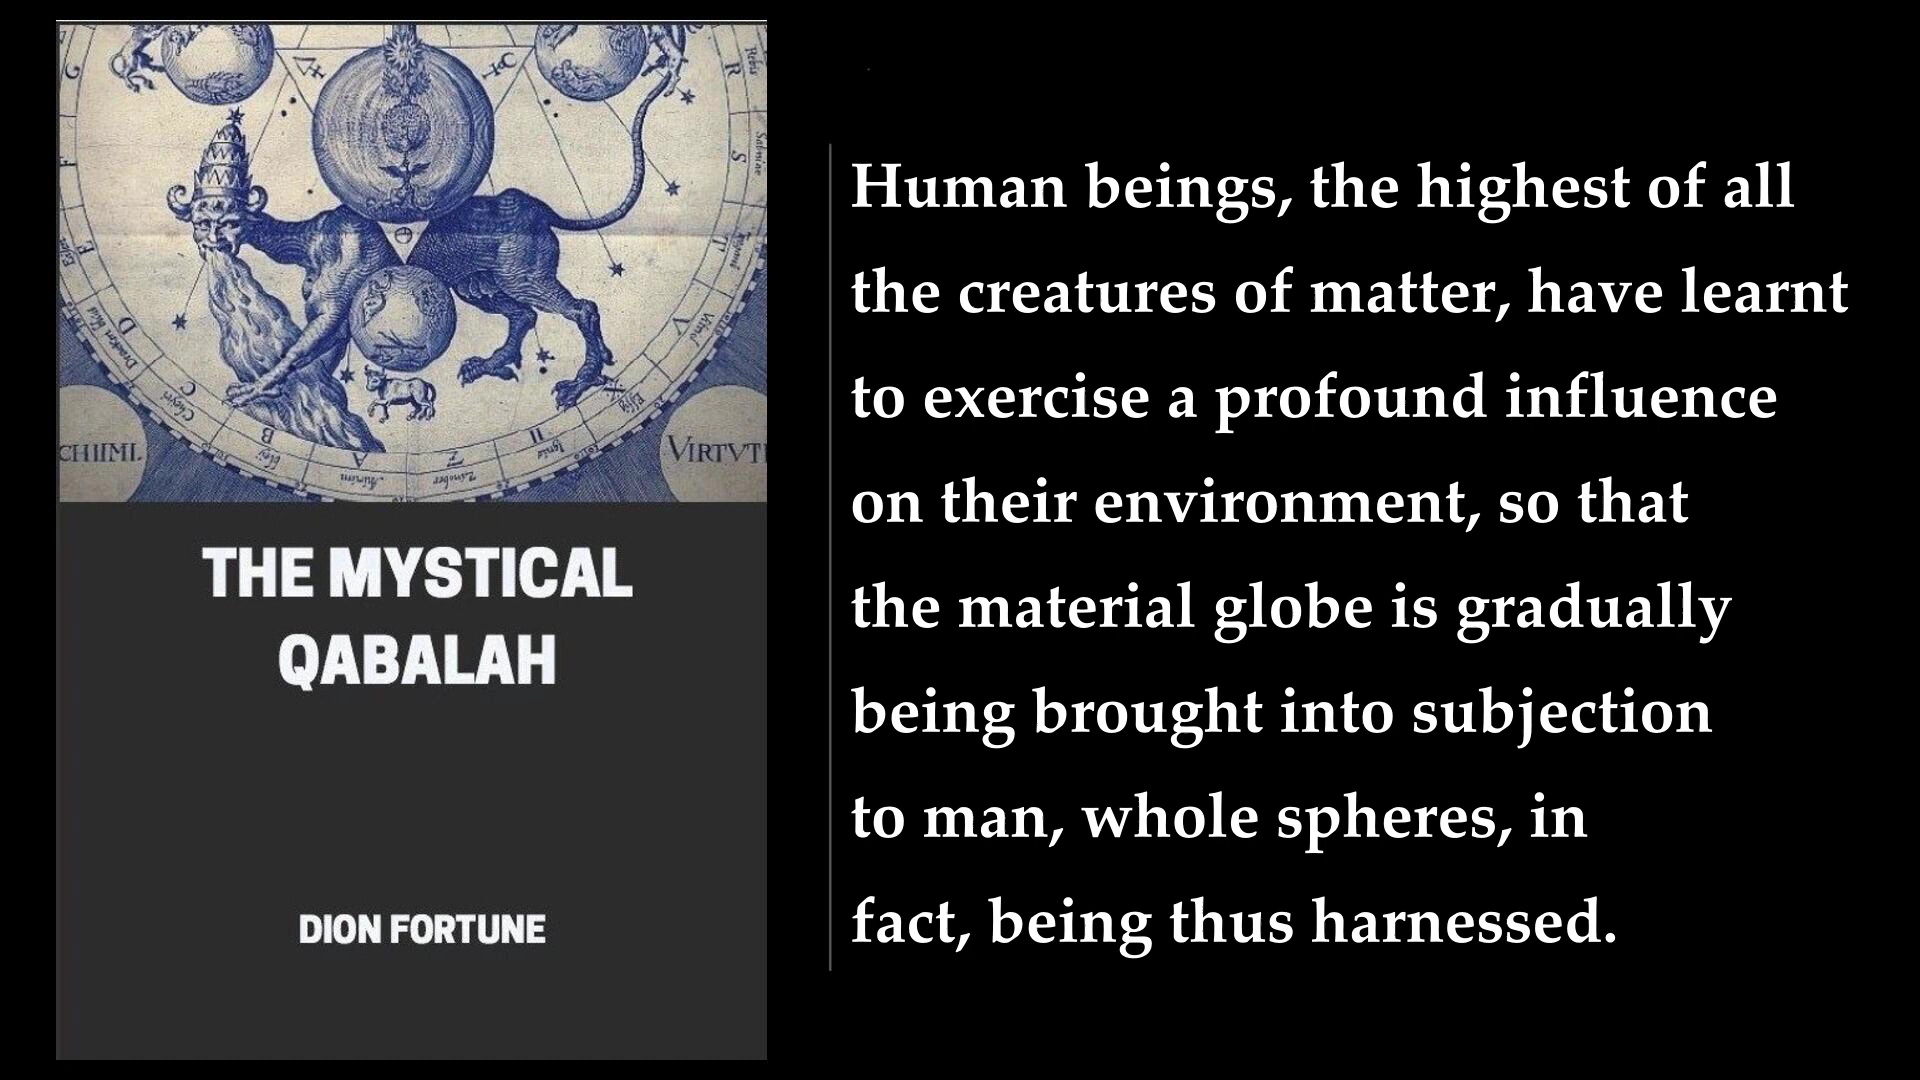 THE MYSTICAL
QABALAH
DION FORTUNE
CHIIMI.
VIRTVTI
Human beings, the highest of all
the creatures of matter, have learnt
to exercise a profound influence
on their environment, so that
the material globe is gradually
being brought into subjection
to man, whole spheres, in
fact, being thus harnessed.